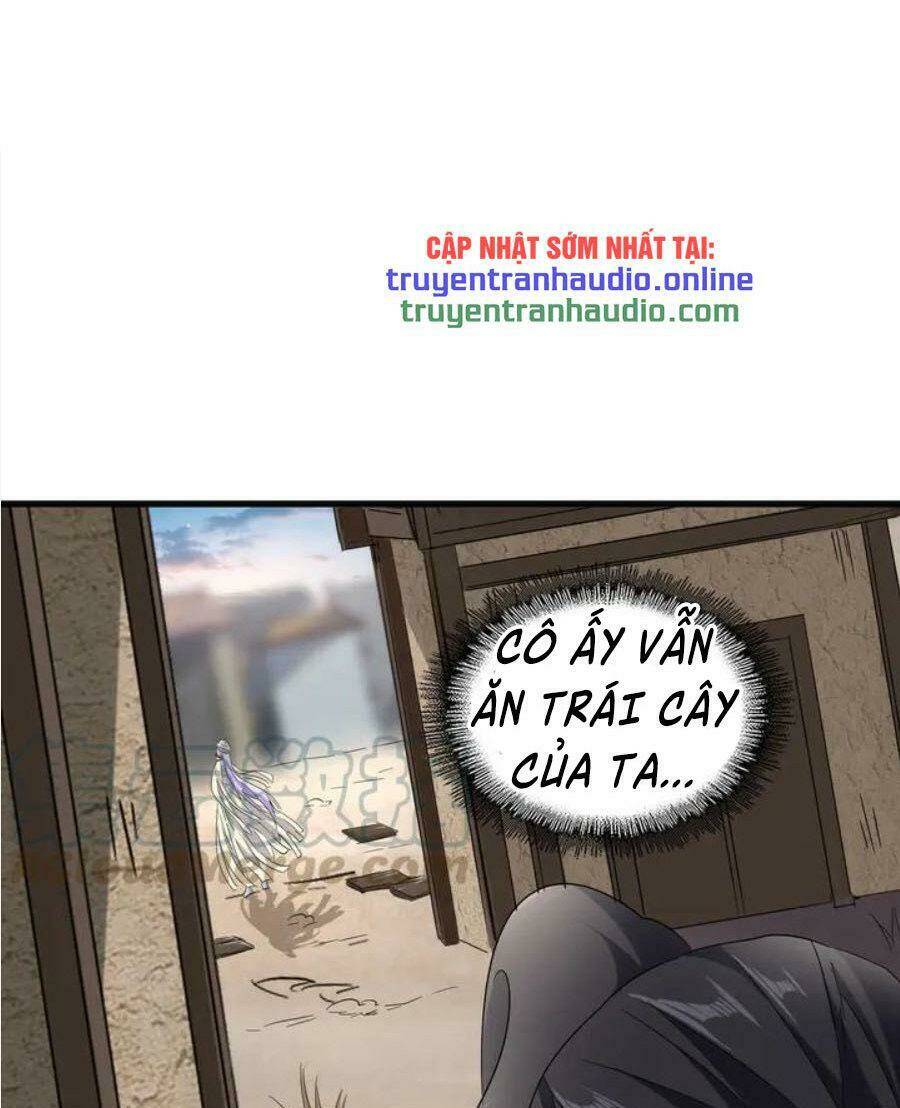 CẬP NHẬT SỚM NHẤT TẠI:
truyentranhaudio.online
truyentranhaudio.com
CÔ ẤY VẪN
ĂN TRÁI CÂY
CỦA TA...